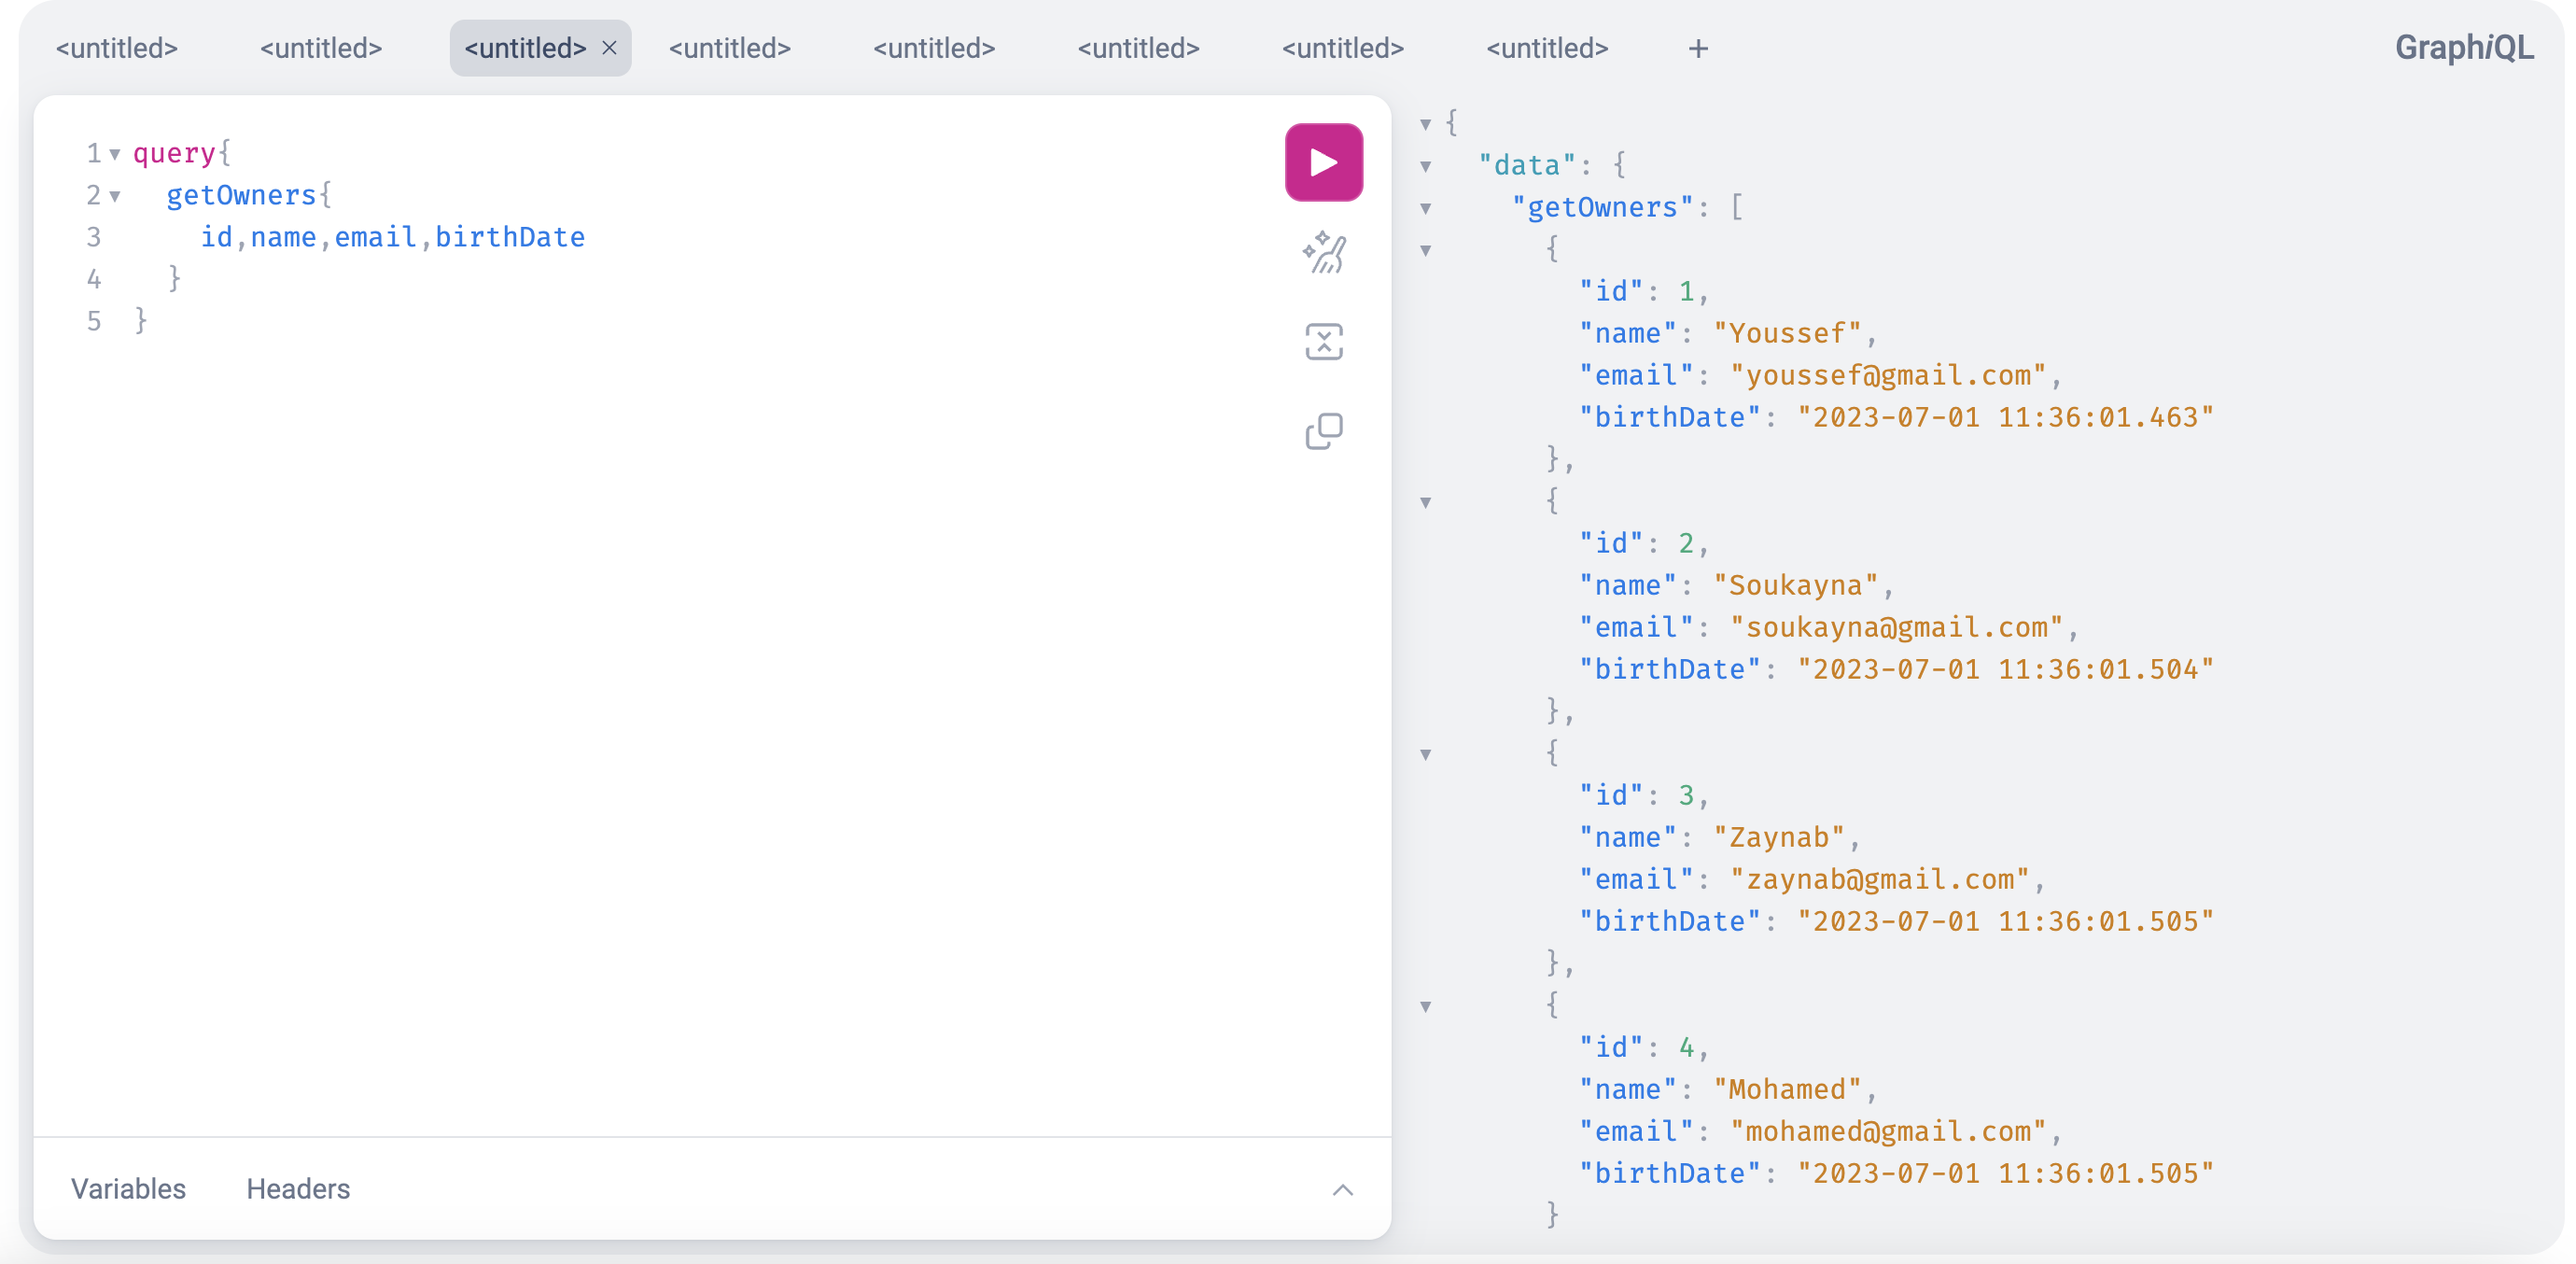 <untitled> <untitled> <untitled> × <untitled> <untitled> <untitled> <untitled> <untitled> + GraphiQL
1 query{
2 getOwners{
3 id,name,email,birthDate
4 }
5 }
Variables Headers
{
"data": {
"getOwners": [
{
"id": 1,
"name": "Youssef",
"email": "youssef@gmail.com",
"birthDate": "2023-07-01 11:36:01.463"
},
{
"id": 2,
"name": "Soukayna",
"email": "soukayna@gmail.com",
"birthDate": "2023-07-01 11:36:01.504"
},
{
"id": 3,
"name": "Zaynab",
"email": "zaynab@gmail.com",
"birthDate": "2023-07-01 11:36:01.505"
},
{
"id": 4,
"name": "Mohamed",
"email": "mohamed@gmail.com",
"birthDate": "2023-07-01 11:36:01.505"
}